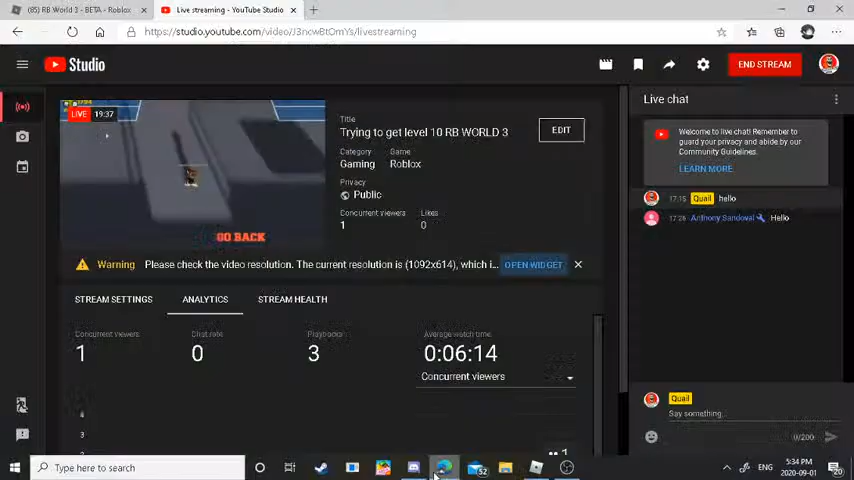 (85) RB World 3 - BETA - Roblox
Live streaming - YouTube Studio
https://studio.youtube.com/video/J3ncwBtOmYs/livestreaming
Studio
END STREAM
LIVE 19:37
GO BACK
Title
Trying to get level 10 RB WORLD 3
EDIT
Category
Game
Gaming
Roblox
Privacy
Public
Concurrent viewers
Likes
1
0
Warning
Please check the video resolution. The current resolution is (1092x614), which i...
OPEN WIDGET
STREAM SETTINGS
ANALYTICS
STREAM HEALTH
Concurrent viewers
Chat rate
Playbacks
Average watch time
1
0
3
0:06:14
Concurrent viewers
4
3
1
Live chat
Welcome to live chat! Remember to
guard your privacy and abide by our
Community Guidelines.
LEARN MORE
17:15 Quail hello
17:26 Anthony Sandoval Hello
Quail
Say something...
0/200
Type here to search
52
ENG
5:34 PM
2020-09-01
20